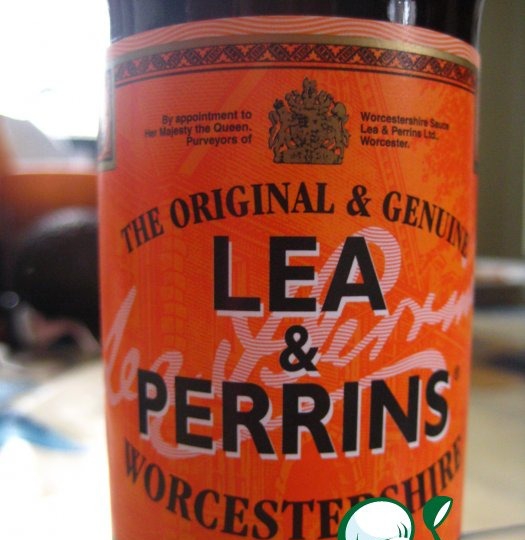 By appointment to
Her Majesty the Queen.
Purveyors of
Worcestershire Sauce
Lea & Perrins Ltd.,
Worcester.
THE ORIGINAL & GENUINE
LEA
&
PERRINS
WORCESTERSHIRE